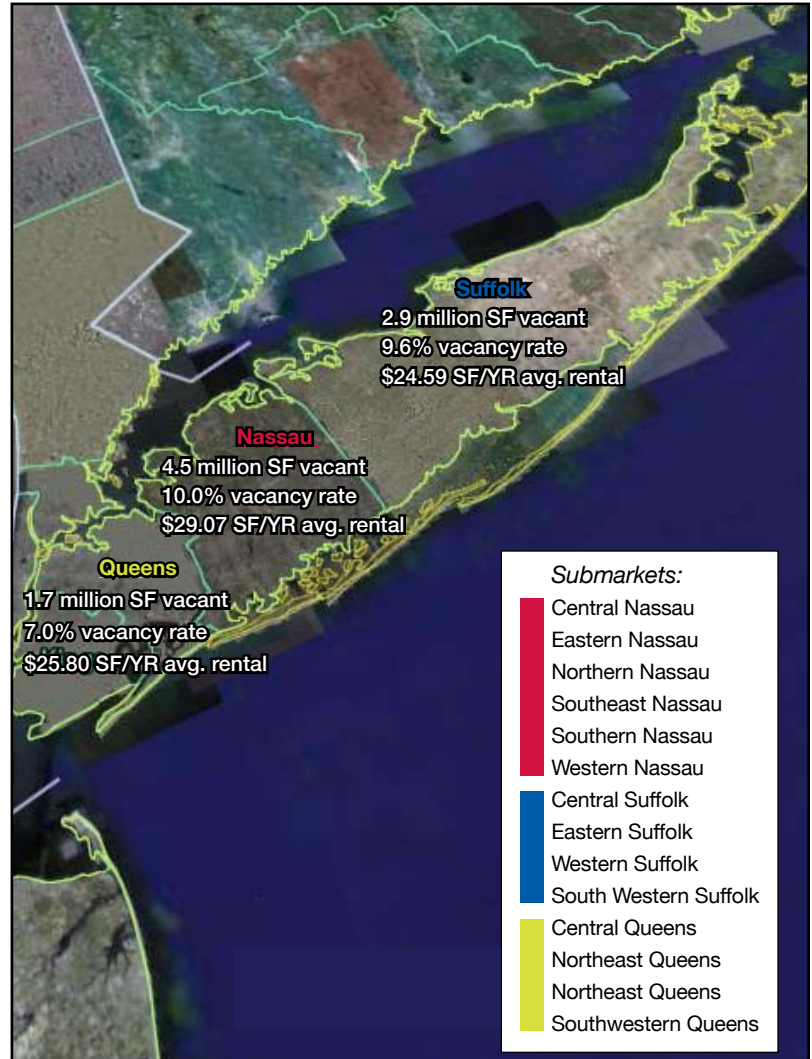 Suffolk
2.9 million SF vacant
9.6% vacancy rate
$24.59 SF/YR avg. rental
Nassau
4.5 million SF vacant
10.0% vacancy rate
$29.07 SF/YR avg. rental
Queens
1.7 million SF vacant
7.0% vacancy rate
$25.80 SF/YR avg. rental
Submarkets:
Central Nassau
Eastern Nassau
Northern Nassau
Southeast Nassau
Southern Nassau
Western Nassau
Central Suffolk
Eastern Suffolk
Western Suffolk
South Western Suffolk
Central Queens
Northeast Queens
Northeast Queens
Southwestern Queens